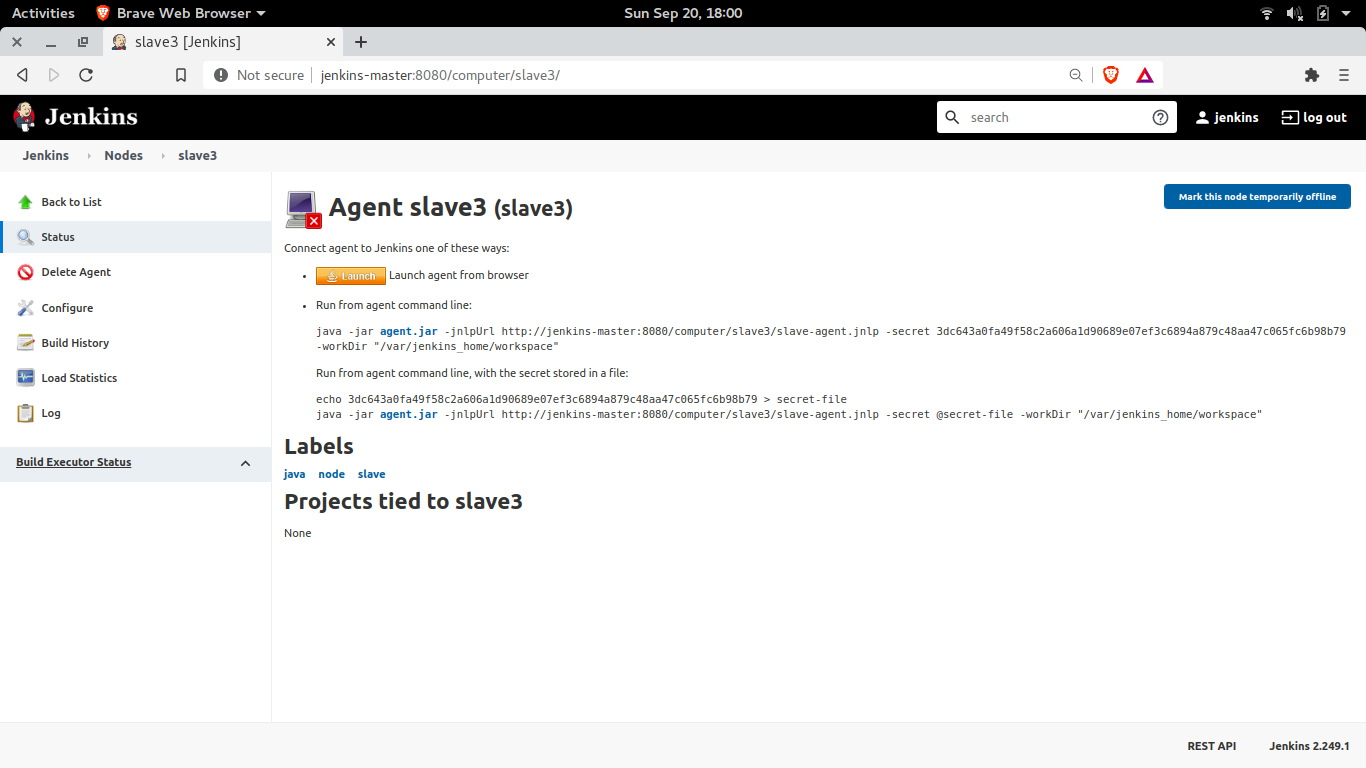 Activities Brave Web Browser Sun Sep 20, 18:00
slave3 [Jenkins]
Not secure jenkins-master:8080/computer/slave3/
Jenkins search jenkins log out
Jenkins Nodes slave3
Back to List
Status
Delete Agent
Configure
Build History
Load Statistics
Log
Build Executor Status
Agent slave3 (slave3)
Mark this node temporarily offline
Connect agent to Jenkins one of these ways:
Launch Launch agent from browser
Run from agent command line:
java -jar agent.jar -jnlpUrl http://jenkins-master:8080/computer/slave3/slave-agent.jnlp -secret 3dc643a0fa49f58c2a606a1d90689e07ef3c6894a879c48aa47c065fc6b98b79
-workDir "/var/jenkins_home/workspace"
Run from agent command line, with the secret stored in a file:
echo 3dc643a0fa49f58c2a606a1d90689e07ef3c6894a879c48aa47c065fc6b98b79 > secret-file
java -jar agent.jar -jnlpUrl http://jenkins-master:8080/computer/slave3/slave-agent.jnlp -secret @secret-file -workDir "/var/jenkins_home/workspace"
Labels
java node slave
Projects tied to slave3
None
REST API Jenkins 2.249.1